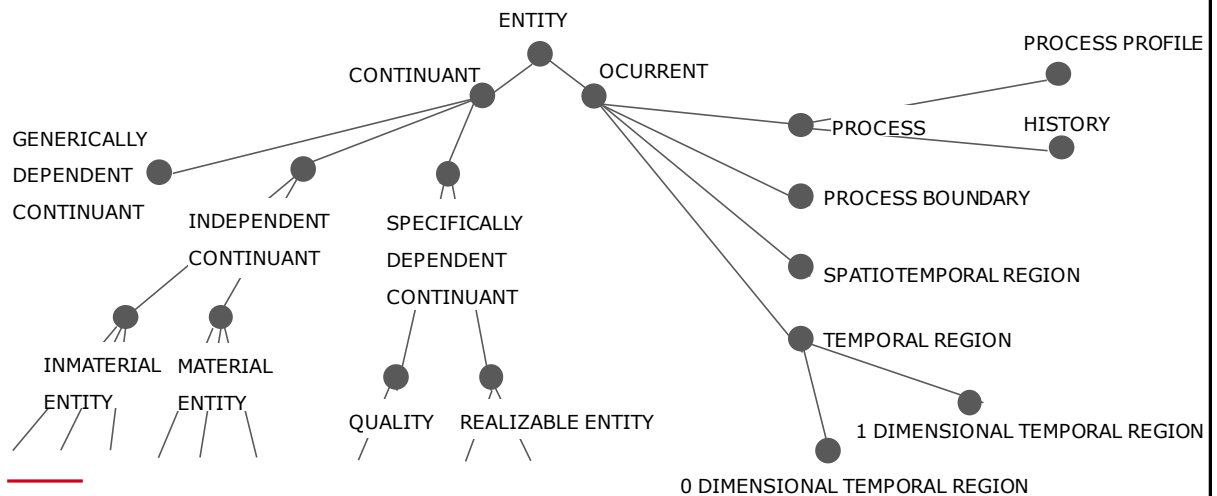 ENTITY
PROCESS PROFILE
CONTINUANT
OCURRENT
GENERICALLY
DEPENDENT
CONTINUANT
PROCESS
HISTORY
INDEPENDENT
CONTINUANT
SPECIFICALLY
DEPENDENT
CONTINUANT
PROCESS BOUNDARY
SPATIOTEMPORAL REGION
INMATERIAL
ENTITY
MATERIAL
ENTITY
TEMPORAL REGION
QUALITY
REALIZABLE ENTITY
1 DIMENSIONAL TEMPORAL REGION
0 DIMENSIONAL TEMPORAL REGION